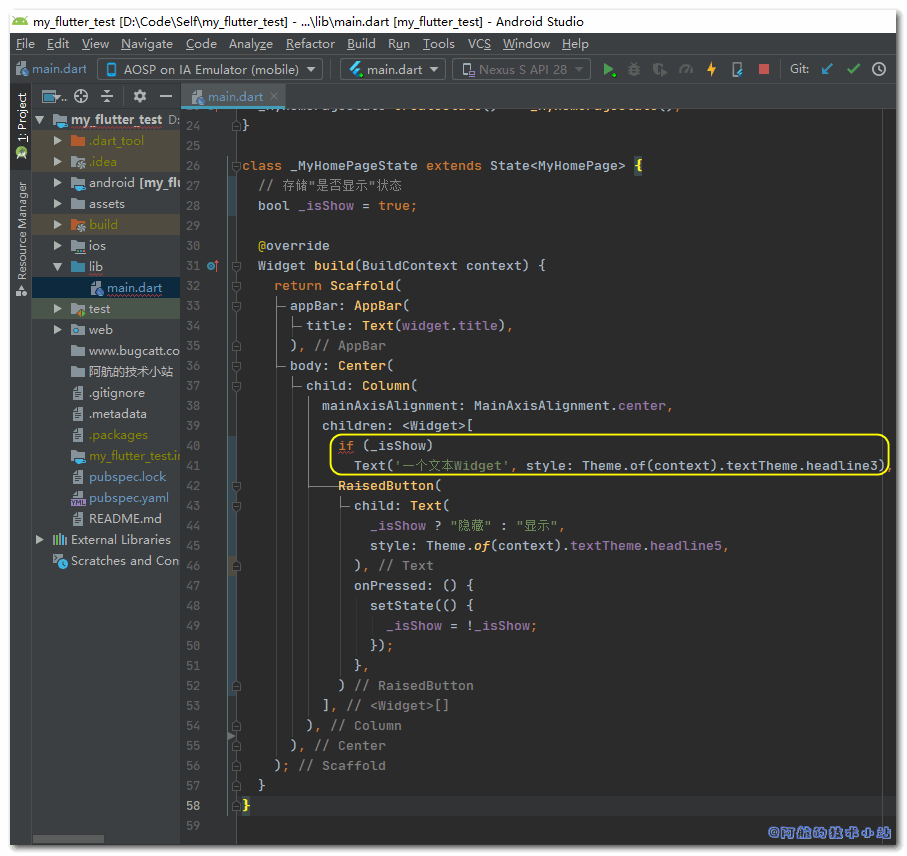 my_flutter_test [D:\Code\Self\my_flutter_test] - ...\lib\main.dart [my_flutter_test] - Android Studio
File Edit View Navigate Code Analyze Refactor Build Run Tools VCS Window Help
main.dart AOSP on IA Emulator (mobile) main.dart Nexus S API 28 Git:
main.dart
1: Project
Resource Manager
my_flutter_test D:
.dart_tool
.idea
android [my_flu
assets
build
ios
lib
main.dart
test
web
www.bugcatt.co
阿航的技术小站
.gitignore
.metadata
.packages
my_flutter_test.im
pubspec.lock
pubspec.yaml
README.md
External Libraries
Scratches and Con
24 }
25
26 class _MyHomePageState extends State<MyHomePage> {
27 // 存储"是否显示"状态
28 bool _isShow = true;
29
30 @override
31 Widget build(BuildContext context) {
32 return Scaffold(
33 appBar: AppBar(
34 title: Text(widget.title),
35 ), // AppBar
36 body: Center(
37 child: Column(
38 mainAxisAlignment: MainAxisAlignment.center,
39 children: <Widget>[
40 if (_isShow)
41 Text('一个文本Widget', style: Theme.of(context).textTheme.headline3),
42 RaisedButton(
43 child: Text(
44 _isShow ? "隐藏" : "显示",
45 style: Theme.of(context).textTheme.headline5,
46 ), // Text
47 onPressed: () {
48 setState(() {
49 _isShow = !_isShow;
50 });
51 },
52 ) // RaisedButton
53 ], // <Widget>[]
54 ), // Column
55 ), // Center
56 ); // Scaffold
57 }
58 }
59
@阿航的技术小站